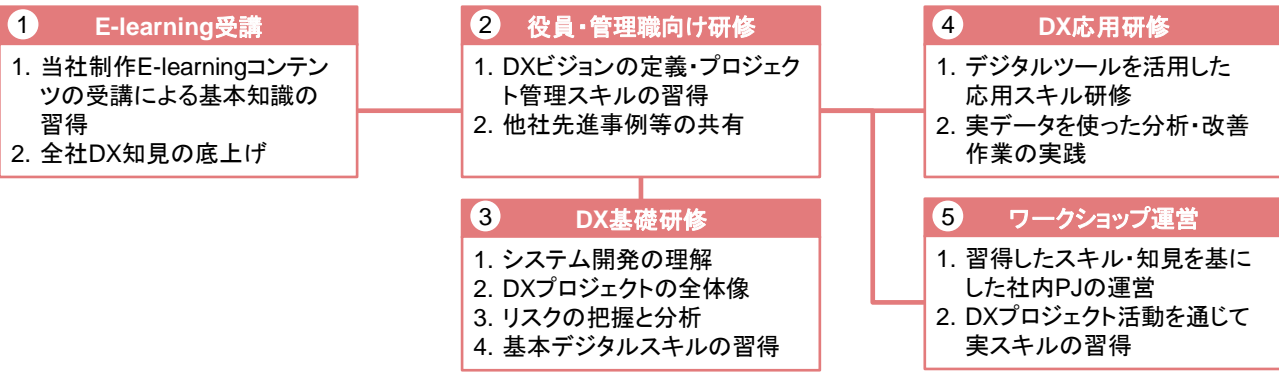 1 E-learning受講
1. 当社制作E-learningコンテン
ツの受講による基本知識の
習得
2. 全社DX知見の底上げ
2 役員・管理職向け研修
1. DXビジョンの定義・プロジェク
ト管理スキルの習得
2. 他社先進事例等の共有
3 DX基礎研修
1. システム開発の理解
2. DXプロジェクトの全体像
3. リスクの把握と分析
4. 基本デジタルスキルの習得
4 DX応用研修
1. デジタルツールを活用した
応用スキル研修
2. 実データを使った分析・改善
作業の実践
5 ワークショップ運営
1. 習得したスキル・知見を基に
した社内PJの運営
2. DXプロジェクト活動を通じて
実スキルの習得